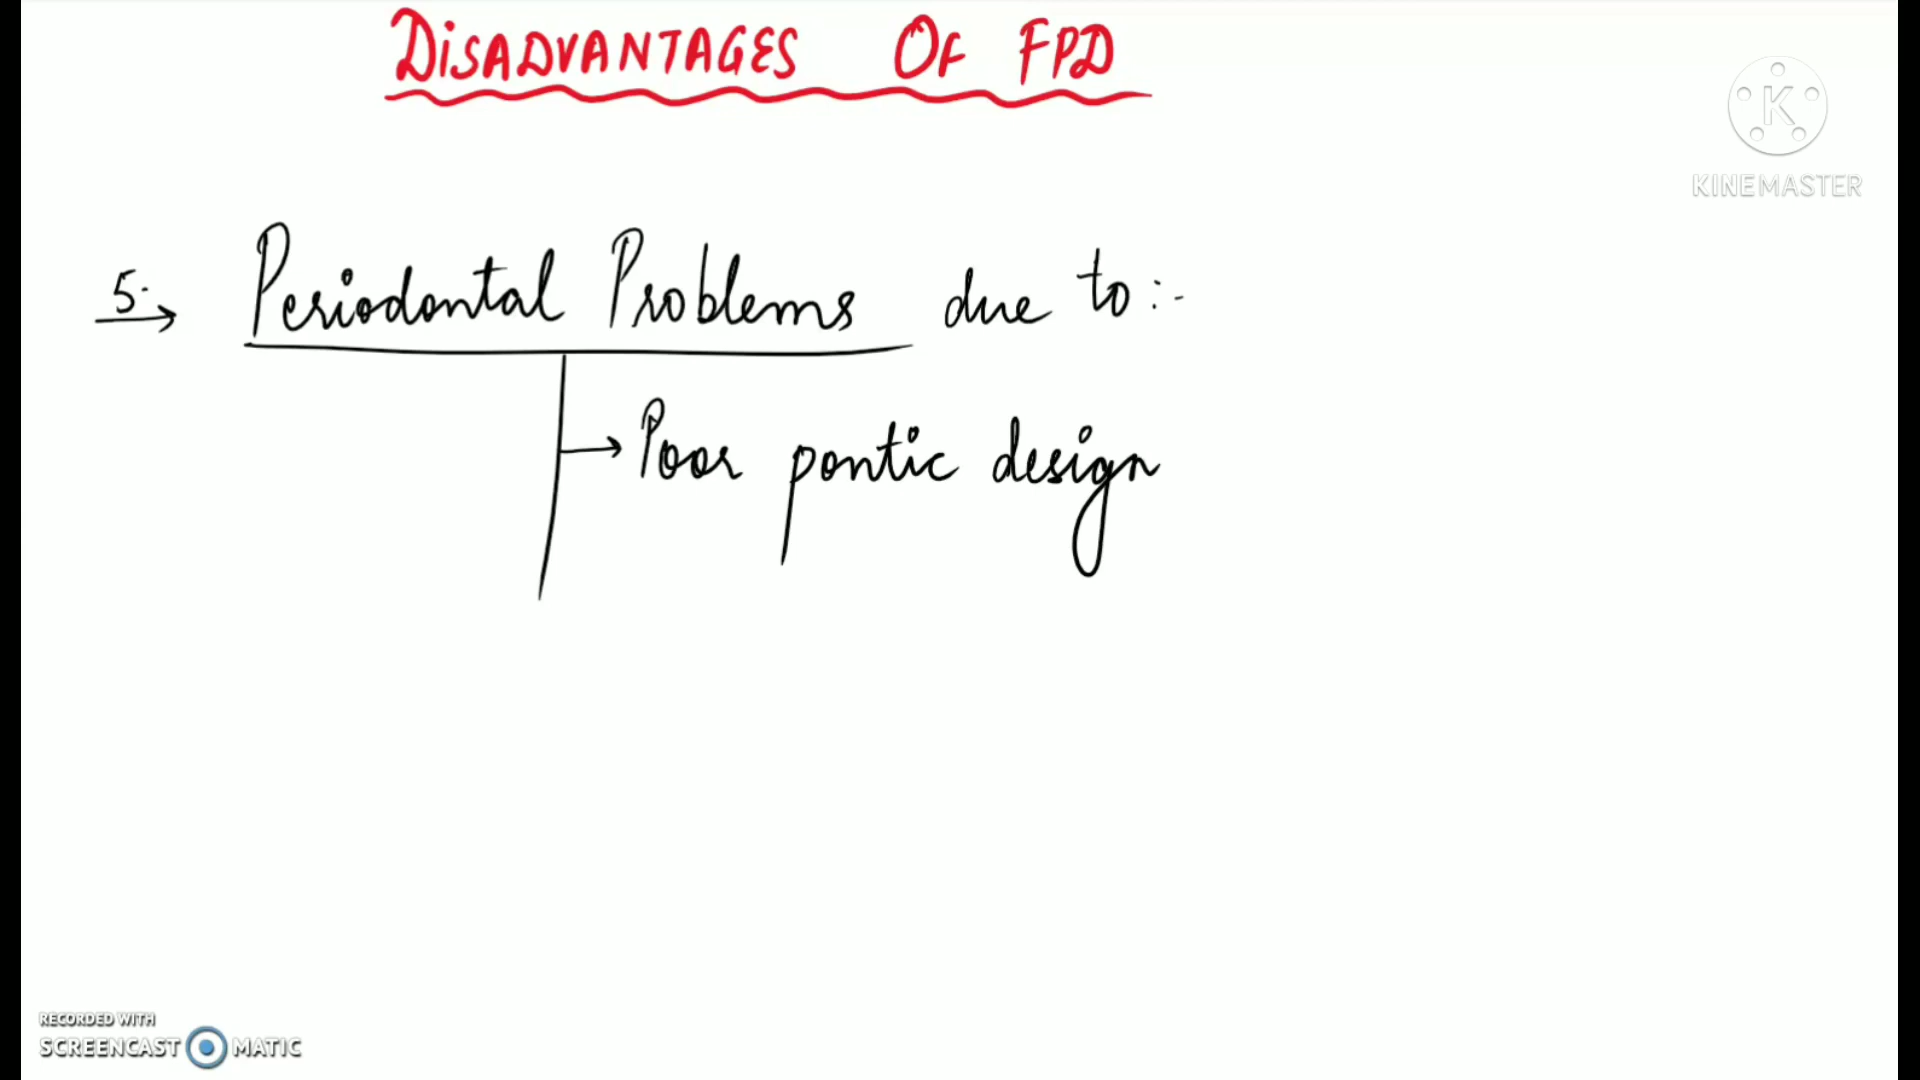 DISADVANTAGES OF FPD
K
KINEMASTER
5. → Periodontal Problems due to :-
→ Poor pontic design
RECORDED WITH
SCREENCAST MATIC